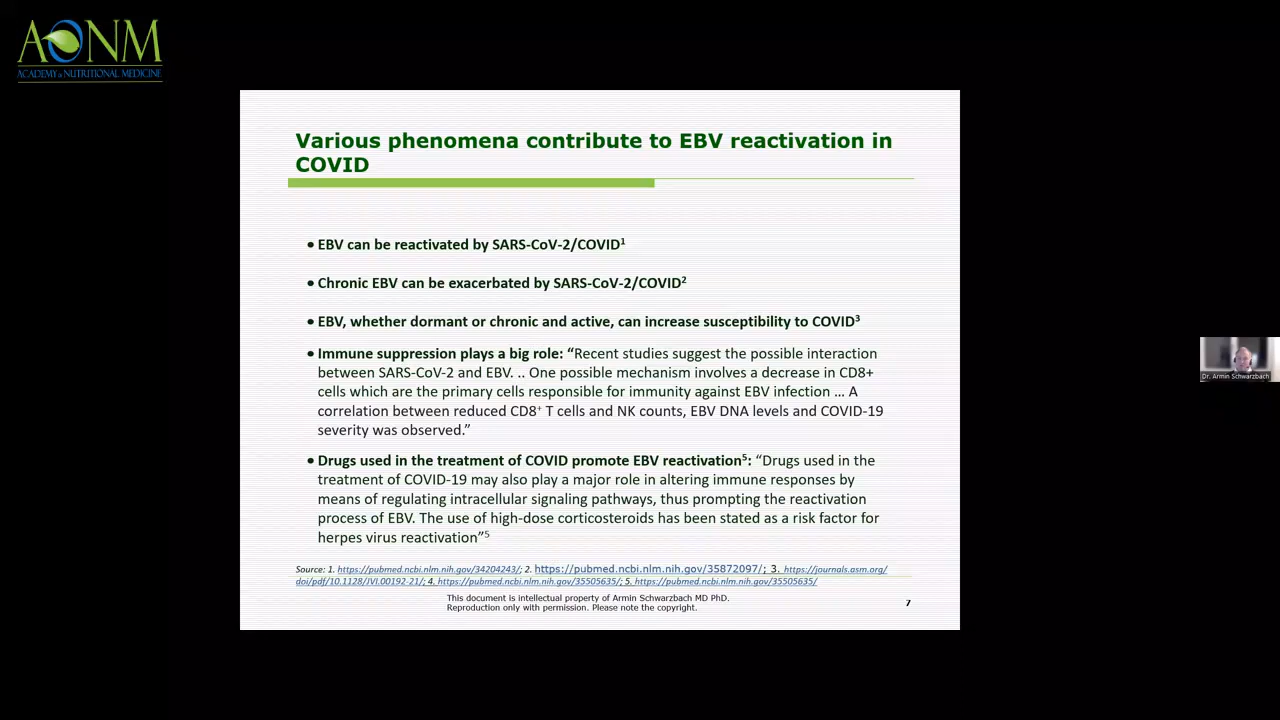 AONM
ACADEMY of NUTRITIONAL MEDICINE
Various phenomena contribute to EBV reactivation in
COVID
• EBV can be reactivated by SARS-CoV-2/COVID¹
• Chronic EBV can be exacerbated by SARS-CoV-2/COVID²
• EBV, whether dormant or chronic and active, can increase susceptibility to COVID³
• Immune suppression plays a big role: “Recent studies suggest the possible interaction
between SARS-CoV-2 and EBV. .. One possible mechanism involves a decrease in CD8+
cells which are the primary cells responsible for immunity against EBV infection … A
correlation between reduced CD8⁺ T cells and NK counts, EBV DNA levels and COVID-19
severity was observed.”
• Drugs used in the treatment of COVID promote EBV reactivation⁵: “Drugs used in the
treatment of COVID-19 may also play a major role in altering immune responses by
means of regulating intracellular signaling pathways, thus prompting the reactivation
process of EBV. The use of high-dose corticosteroids has been stated as a risk factor for
herpes virus reactivation”⁵
Source: 1. https://pubmed.ncbi.nlm.nih.gov/34204243/; 2. https://pubmed.ncbi.nlm.nih.gov/35872097/; 3. https://journals.asm.org/
doi/pdf/10.1128/JVI.00192-21/; 4. https://pubmed.ncbi.nlm.nih.gov/35505635/; 5. https://pubmed.ncbi.nlm.nih.gov/35505635/
This document is intellectual property of Armin Schwarzbach MD PhD.
Reproduction only with permission. Please note the copyright.
7
Dr. Armin Schwarzbach